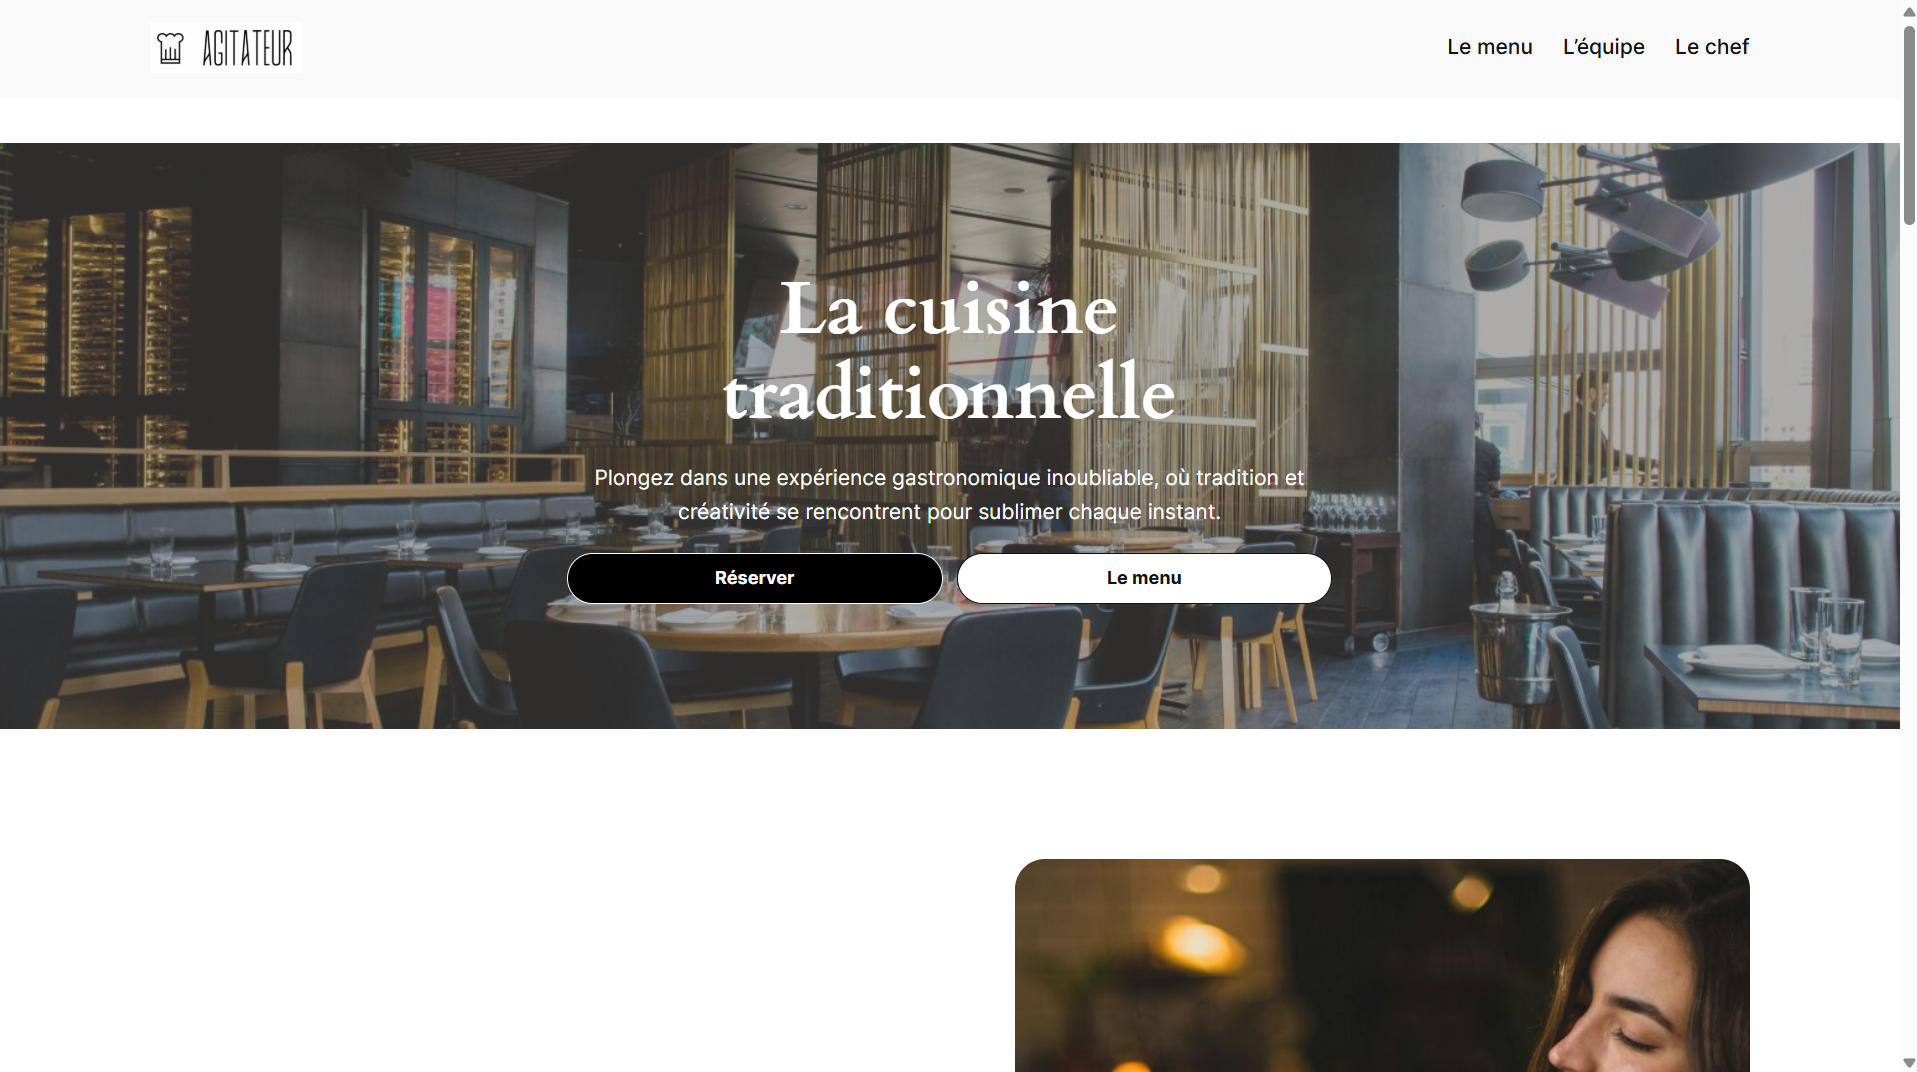 AGITATEUR
Le menu L’équipe Le chef
La cuisine
traditionnelle
Plongez dans une expérience gastronomique inoubliable, où tradition et
créativité se rencontrent pour sublimer chaque instant.
Réserver Le menu